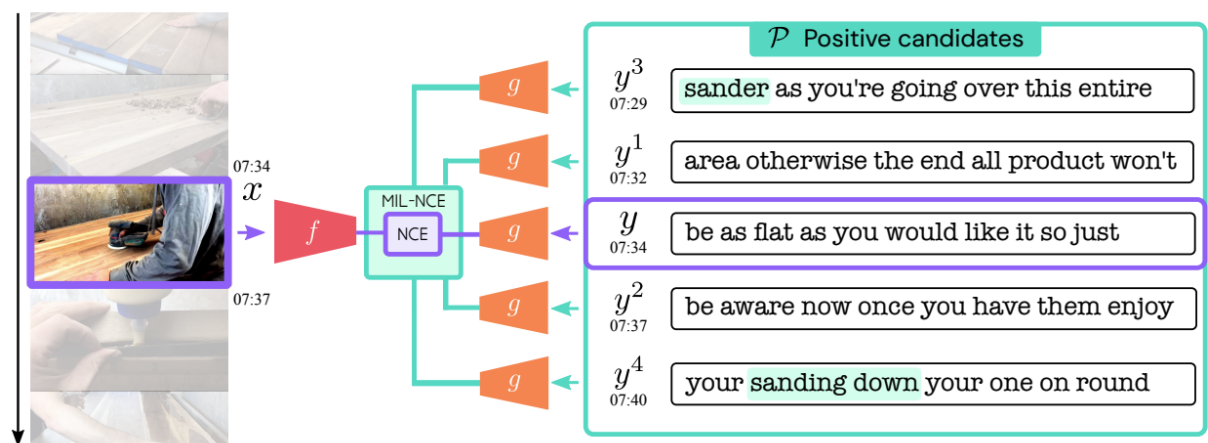 𝒫 Positive candidates
y³
07:29
sander as you're going over this entire
g
y¹
07:32
area otherwise the end all product won't
g
07:34
x
f
MIL-NCE
NCE
g
y
07:34
be as flat as you would like it so just
07:37
g
y²
07:37
be aware now once you have them enjoy
g
y⁴
07:40
your sanding down your one on round